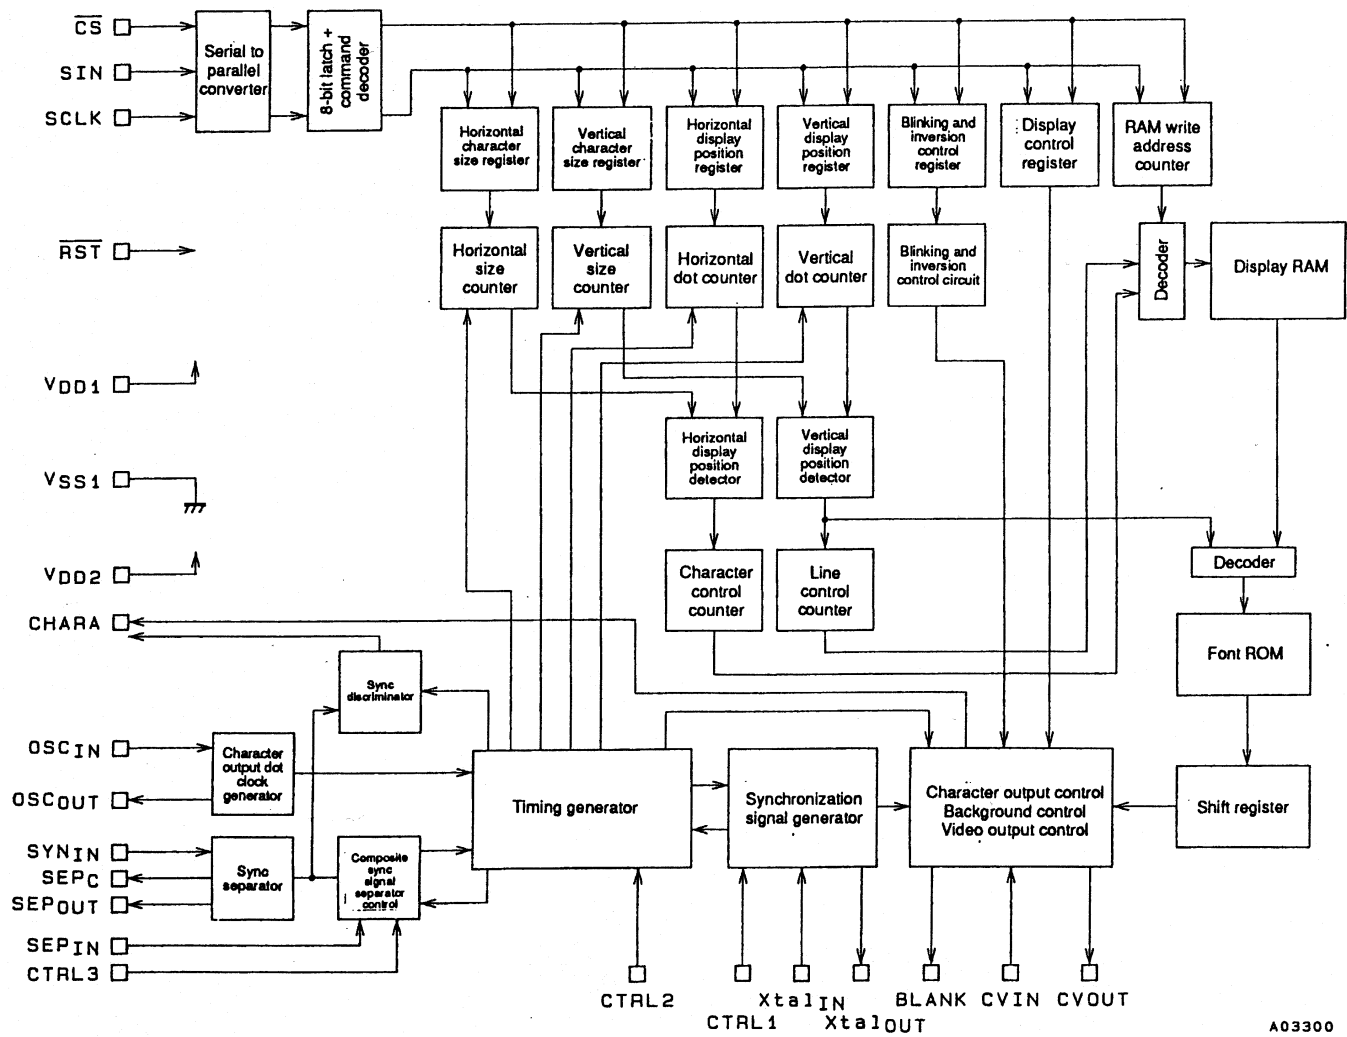 CS
SIN
SCLK
Serial to
parallel
converter
8-bit latch +
command
decoder
Horizontal
character
size register
Vertical
character
size register
Horizontal
display
position
register
Vertical
display
position
register
Blinking and
inversion
control
register
Display
control
register
RAM write
address
counter
RST
Horizontal
size
counter
Vertical
size
counter
Horizontal
dot counter
Vertical
dot counter
Blinking and
inversion
control circuit
Decoder
Display RAM
VDD1
VSS1
VDD2
CHARA
Horizontal
display
position
detector
Vertical
display
position
detector
Character
control
counter
Line
control
counter
Decoder
Font ROM
Sync
discriminator
OSCIN
OSCOUT
Character
output dot
clock
generator
SYNIN
SEPC
SEPOUT
SEPIN
CTRL3
Sync
separator
Composite
sync
signal
separator
control
Timing generator
Synchronization
signal generator
Character output control
Background control
Video output control
Shift register
CTRL2
XtalIN
BLANK
CVIN
CVOUT
CTRL1
XtalOUT
A03300